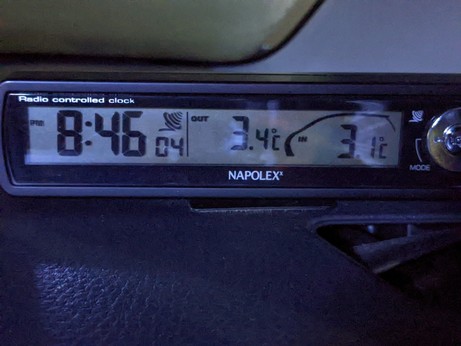 Radio controlled clock
PM 8:46 04 OUT 3.4°C IN 3.1°C
NAPOLEX
MODE